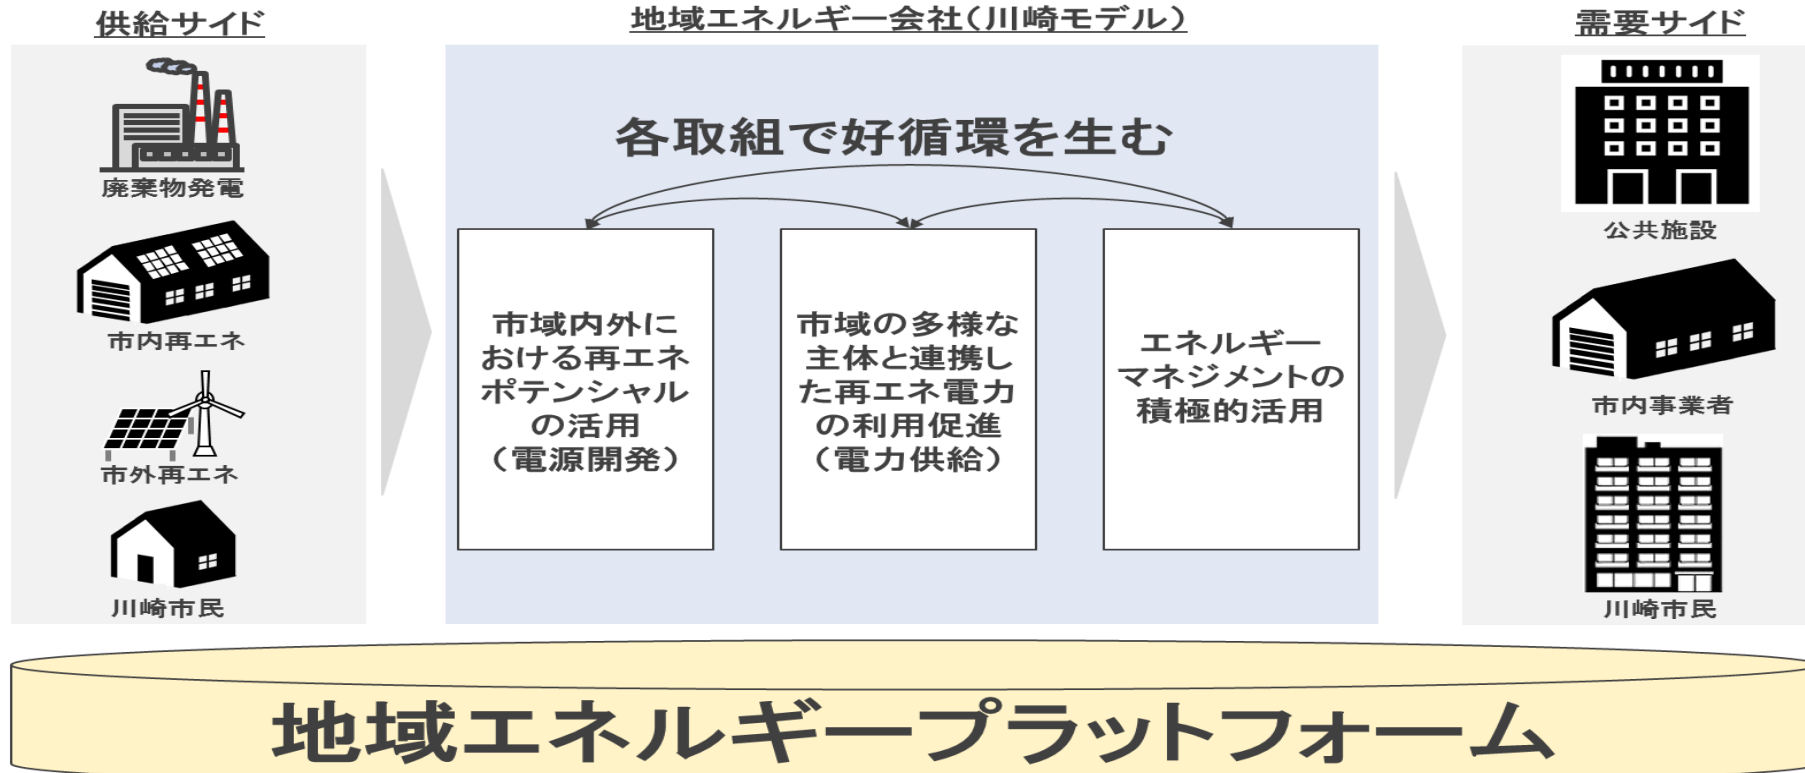 供給サイド
廃棄物発電
市内再エネ
市外再エネ
川崎市民
地域エネルギー会社（川崎モデル）
各取組で好循環を生む
市域内外に
おける再エネ
ポテンシャル
の活用
（電源開発）
市域の多様な
主体と連携し
た再エネ電力
の利用促進
（電力供給）
エネルギー
マネジメントの
積極的活用
需要サイド
公共施設
市内事業者
川崎市民
地域エネルギープラットフォーム